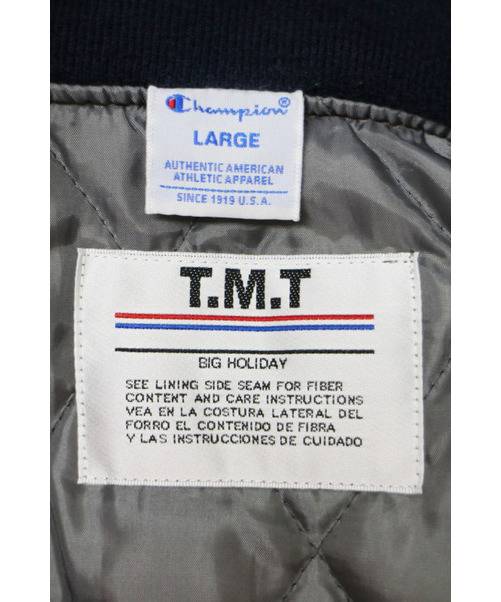 Champion®
LARGE
AUTHENTIC AMERICAN
ATHLETIC APPAREL
SINCE 1919 U.S.A.
T.M.T
BIG HOLIDAY
SEE LINING SIDE SEAM FOR FIBER
CONTENT AND CARE INSTRUCTIONS
VEA EN LA COSTURA LATERAL DEL
FORRO EL CONTENIDO DE FIBRA
Y LAS INSTRUCCIONES DE CUIDADO